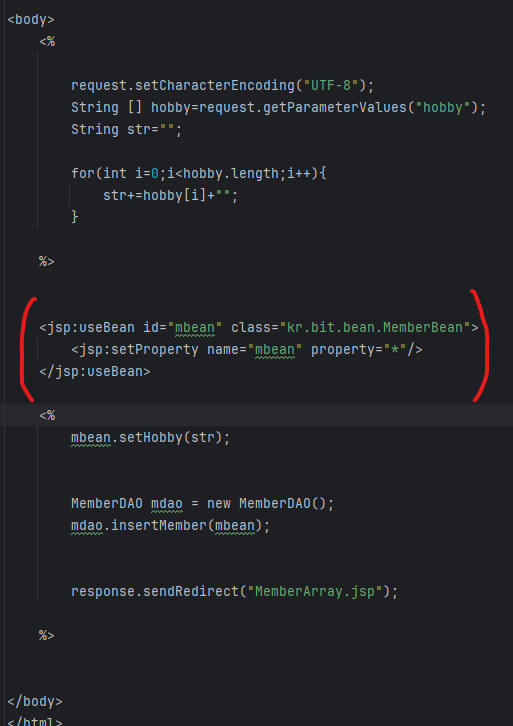 <body>
<%
request.setCharacterEncoding("UTF-8");
String [] hobby=request.getParameterValues("hobby");
String str="";
for(int i=0;i<hobby.length;i++){
str+=hobby[i]+"";
}
%>
<jsp:useBean id="mbean" class="kr.bit.bean.MemberBean">
<jsp:setProperty name="mbean" property="*"/>
</jsp:useBean>
<%
mbean.setHobby(str);
MemberDAO mdao = new MemberDAO();
mdao.insertMember(mbean);
response.sendRedirect("MemberArray.jsp");
%>
</body>
</html>